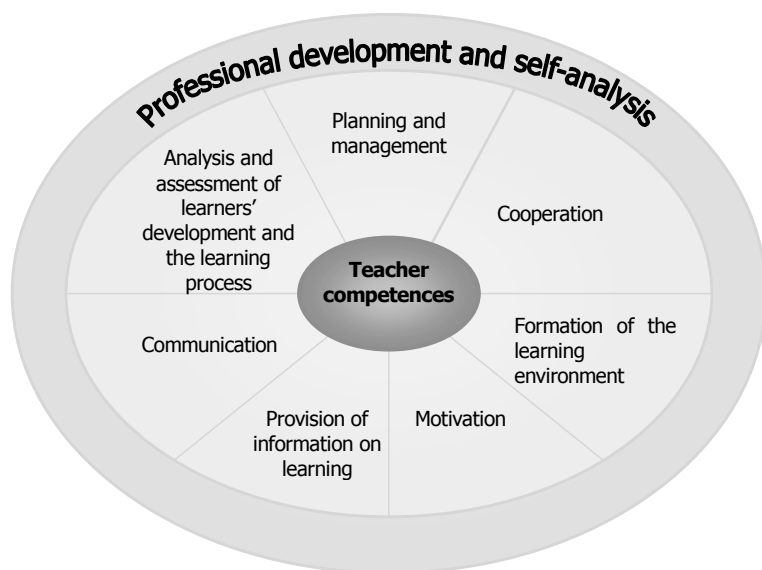 Professional development and self-analysis
Planning and
management
Analysis and
assessment of
learners’
development and
the learning
process
Cooperation
Teacher
competences
Communication
Formation of the
learning
environment
Provision of
information on
learning
Motivation